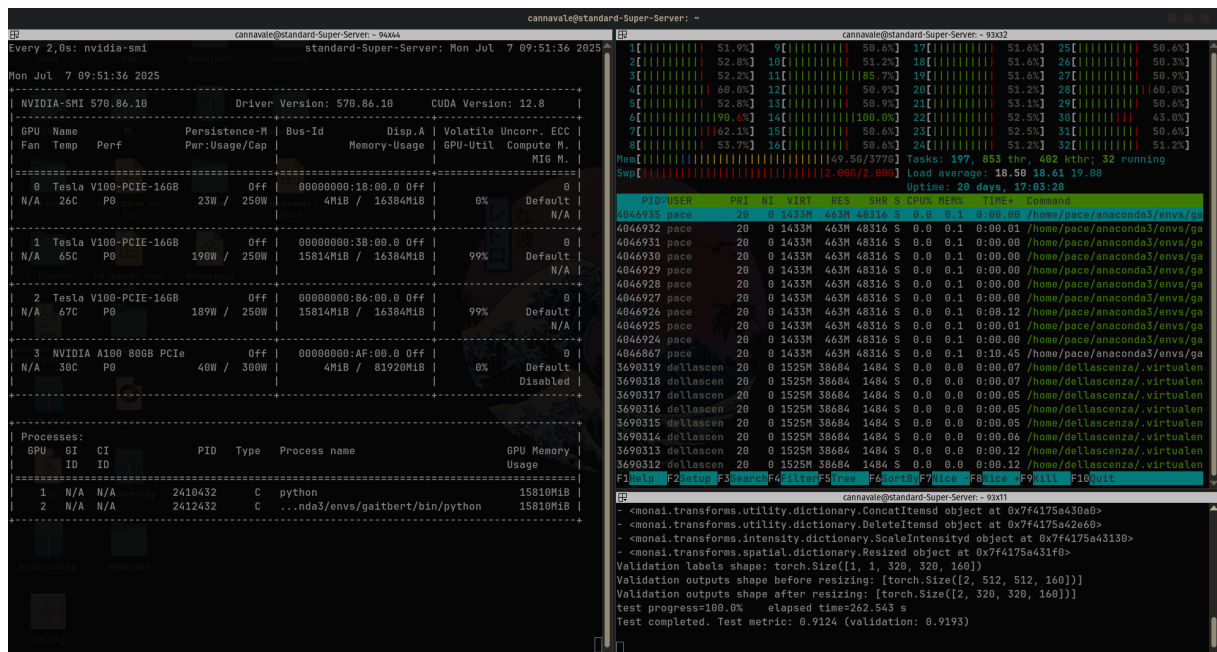 cannavale@standard-Super-Server: ~
cannavale@standard-Super-Server: ~ 94x44
Every 2,0s: nvidia-smi standard-Super-Server: Mon Jul 7 09:51:36 2025
Mon Jul 7 09:51:36 2025
| NVIDIA-SMI 570.86.10 Driver Version: 570.86.10 CUDA Version: 12.8 |
| GPU Name Persistence-M | Bus-Id Disp.A | Volatile Uncorr. ECC |
| Fan Temp Perf Pwr:Usage/Cap | Memory-Usage | GPU-Util Compute M. |
| | | MIG M. |
| 0 Tesla V100-PCIE-16GB Off | 00000000:18:00.0 Off | 0 |
| N/A 26C P0 23W / 250W | 4MiB / 16384MiB | 0% Default |
| | | N/A |
| 1 Tesla V100-PCIE-16GB Off | 00000000:3B:00.0 Off | 0 |
| N/A 65C P0 190W / 250W | 15814MiB / 16384MiB | 99% Default |
| | | N/A |
| 2 Tesla V100-PCIE-16GB Off | 00000000:86:00.0 Off | 0 |
| N/A 67C P0 189W / 250W | 15814MiB / 16384MiB | 99% Default |
| | | N/A |
| 3 NVIDIA A100 80GB PCIe Off | 00000000:AF:00.0 Off | 0 |
| N/A 30C P0 40W / 300W | 4MiB / 81920MiB | 0% Default |
| | | Disabled |
| Processes: |
| GPU GI CI PID Type Process name GPU Memory |
| ID ID Usage |
| 1 N/A N/A 2410432 C python 15810MiB |
| 2 N/A N/A 2412432 C ...nda3/envs/gaitbert/bin/python 15810MiB |
cannavale@standard-Super-Server: ~ 93x32
1[|||||||||| 51.9%] 9[|||||||||| 50.6%] 17[|||||||||| 51.6%] 25[|||||||||| 50.6%]
2[|||||||||| 52.8%] 10[|||||||||| 51.2%] 18[|||||||||| 51.6%] 26[|||||||||| 50.3%]
3[|||||||||| 52.2%] 11[||||||||||||85.7%] 19[|||||||||| 51.6%] 27[|||||||||| 50.9%]
4[||||||||||| 60.0%] 12[|||||||||| 50.9%] 20[|||||||||| 51.2%] 28[|||||||||||60.0%]
5[|||||||||| 52.8%] 13[|||||||||| 50.9%] 21[|||||||||| 53.1%] 29[|||||||||| 50.6%]
6[||||||||||||90.6%] 14[||||||||||||100.0%] 22[|||||||||| 52.5%] 30[|||||||| 43.0%]
7[||||||||||||62.1%] 15[|||||||||| 50.6%] 23[|||||||||| 52.5%] 31[|||||||||| 50.6%]
8[|||||||||| 53.7%] 16[|||||||||| 50.6%] 24[|||||||||| 51.2%] 32[|||||||||| 51.2%]
Mem[||||||||||||||||||||||||||||49.5G/377G] Tasks: 197, 853 thr, 402 kthr; 32 running
Swp[||||||||||||||||||||||||||||2.00G/2.00G] Load average: 18.50 18.61 19.08
Uptime: 20 days, 17:03:28
PID▽USER PRI NI VIRT RES SHR S CPU% MEM% TIME+ Command
4046935 pace 20 0 1433M 463M 48316 S 0.0 0.1 0:00.00 /home/pace/anaconda3/envs/ga
4046932 pace 20 0 1433M 463M 48316 S 0.0 0.1 0:00.01 /home/pace/anaconda3/envs/ga
4046931 pace 20 0 1433M 463M 48316 S 0.0 0.1 0:00.00 /home/pace/anaconda3/envs/ga
4046930 pace 20 0 1433M 463M 48316 S 0.0 0.1 0:00.00 /home/pace/anaconda3/envs/ga
4046929 pace 20 0 1433M 463M 48316 S 0.0 0.1 0:00.00 /home/pace/anaconda3/envs/ga
4046928 pace 20 0 1433M 463M 48316 S 0.0 0.1 0:00.00 /home/pace/anaconda3/envs/ga
4046927 pace 20 0 1433M 463M 48316 S 0.0 0.1 0:00.00 /home/pace/anaconda3/envs/ga
4046926 pace 20 0 1433M 463M 48316 S 0.0 0.1 0:08.12 /home/pace/anaconda3/envs/ga
4046925 pace 20 0 1433M 463M 48316 S 0.0 0.1 0:00.01 /home/pace/anaconda3/envs/ga
4046924 pace 20 0 1433M 463M 48316 S 0.0 0.1 0:00.00 /home/pace/anaconda3/envs/ga
4046867 pace 20 0 1433M 463M 48316 S 0.0 0.1 0:10.45 /home/pace/anaconda3/envs/ga
3690319 dellascen 20 0 1525M 38684 1484 S 0.0 0.0 0:00.07 /home/dellascenza/.virtualen
3690318 dellascen 20 0 1525M 38684 1484 S 0.0 0.0 0:00.07 /home/dellascenza/.virtualen
3690317 dellascen 20 0 1525M 38684 1484 S 0.0 0.0 0:00.05 /home/dellascenza/.virtualen
3690316 dellascen 20 0 1525M 38684 1484 S 0.0 0.0 0:00.05 /home/dellascenza/.virtualen
3690315 dellascen 20 0 1525M 38684 1484 S 0.0 0.0 0:00.05 /home/dellascenza/.virtualen
3690314 dellascen 20 0 1525M 38684 1484 S 0.0 0.0 0:00.06 /home/dellascenza/.virtualen
3690313 dellascen 20 0 1525M 38684 1484 S 0.0 0.0 0:00.12 /home/dellascenza/.virtualen
3690312 dellascen 20 0 1525M 38684 1484 S 0.0 0.0 0:00.12 /home/dellascenza/.virtualen
F1Help F2Setup F3SearchF4FilterF5Tree F6SortByF7Nice -F8Nice +F9Kill F10Quit
cannavale@standard-Super-Server: ~ 93x11
- <monai.transforms.utility.dictionary.ConcatItemsd object at 0x7f4175a430a0>
- <monai.transforms.utility.dictionary.DeleteItemsd object at 0x7f4175a42e60>
- <monai.transforms.intensity.dictionary.ScaleIntensityd object at 0x7f4175a43130>
- <monai.transforms.spatial.dictionary.Resized object at 0x7f4175a431f0>
Validation labels shape: torch.Size([1, 1, 320, 320, 160])
Validation outputs shape before resizing: [torch.Size([2, 512, 512, 160])]
Validation outputs shape after resizing: [torch.Size([2, 320, 320, 160])]
test progress=100.0% elapsed time=262.543 s
Test completed. Test metric: 0.9124 (validation: 0.9193)